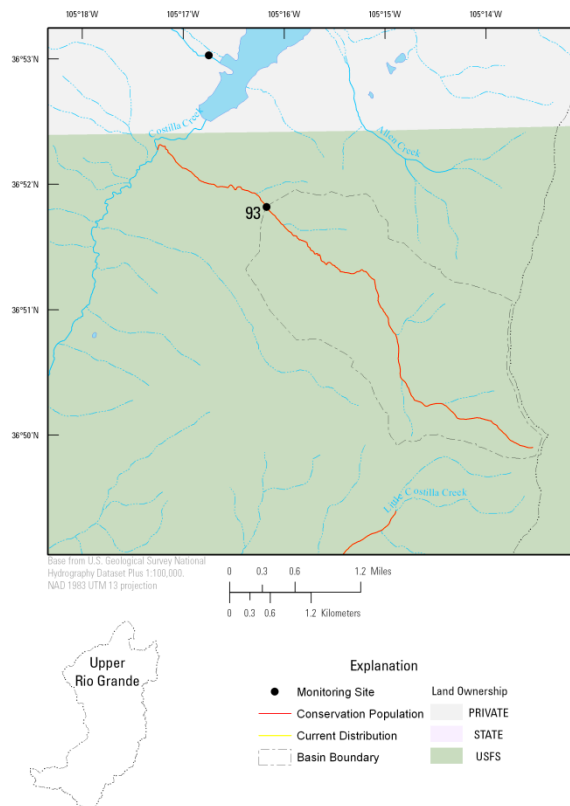 105°18'W
105°17'W
105°16'W
105°15'W
105°14'W
36°53'N
36°52'N
36°51'N
36°50'N
Costilla Creek
Allen Creek
93
Little Costilla Creek
Base from U.S. Geological Survey National
Hydrography Dataset Plus 1:100,000.
NAD 1983 UTM 13 projection
0 0.3 0.6 1.2 Miles
0 0.3 0.6 1.2 Kilometers
Upper
Rio Grande
Explanation
Monitoring Site
Conservation Population
Current Distribution
Basin Boundary
Land Ownership
PRIVATE
STATE
USFS